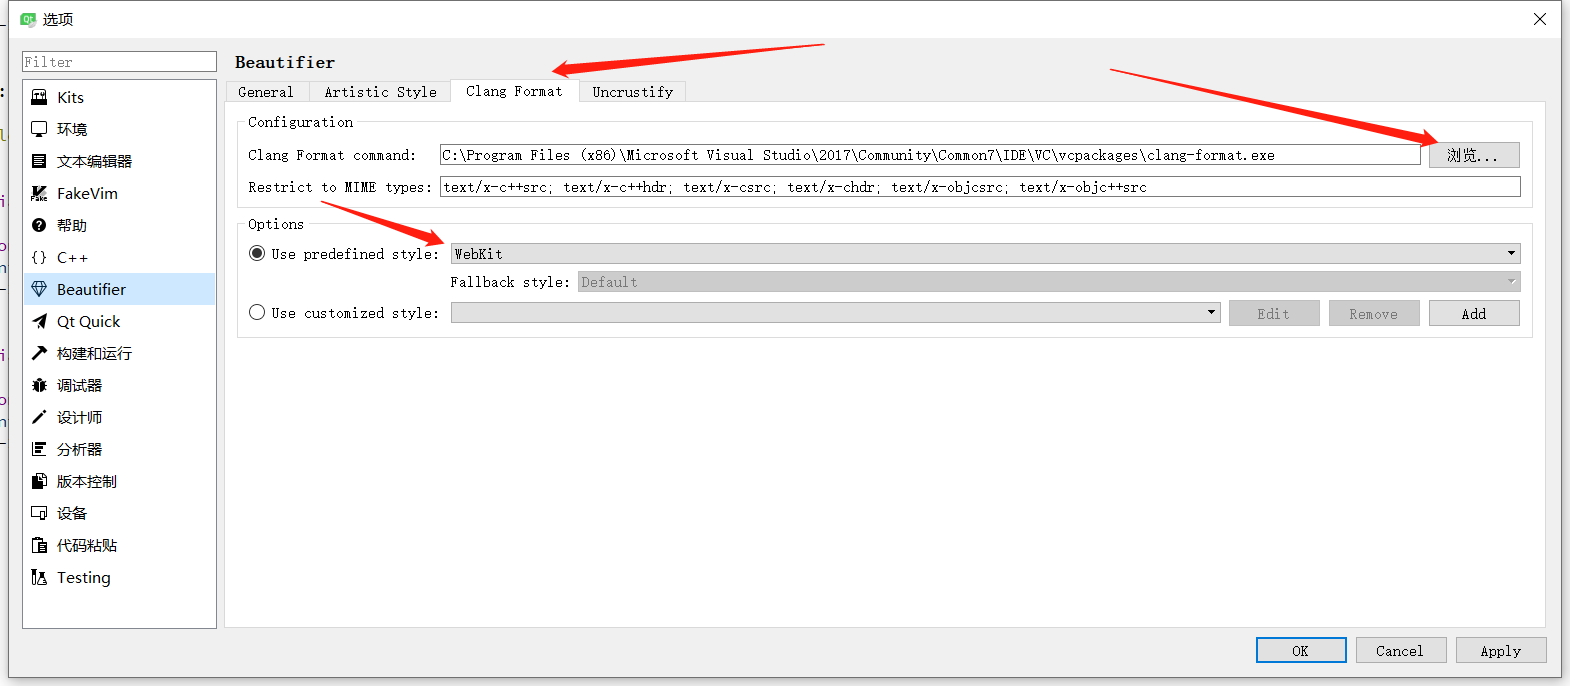 选项
Filter
Kits
环境
文本编辑器
FakeVim
帮助
C++
Beautifier
Qt Quick
构建和运行
调试器
设计师
分析器
版本控制
设备
代码粘贴
Testing
Beautifier
General Artistic Style Clang Format Uncrustify
Configuration
Clang Format command: C:\Program Files (x86)\Microsoft Visual Studio\2017\Community\Common7\IDE\VC\vcpackages\clang-format.exe 浏览...
Restrict to MIME types: text/x-c++src; text/x-c++hdr; text/x-csrc; text/x-chdr; text/x-objcsrc; text/x-objc++src
Options
Use predefined style: WebKit
Fallback style: Default
Use customized style: Edit Remove Add
OK Cancel Apply